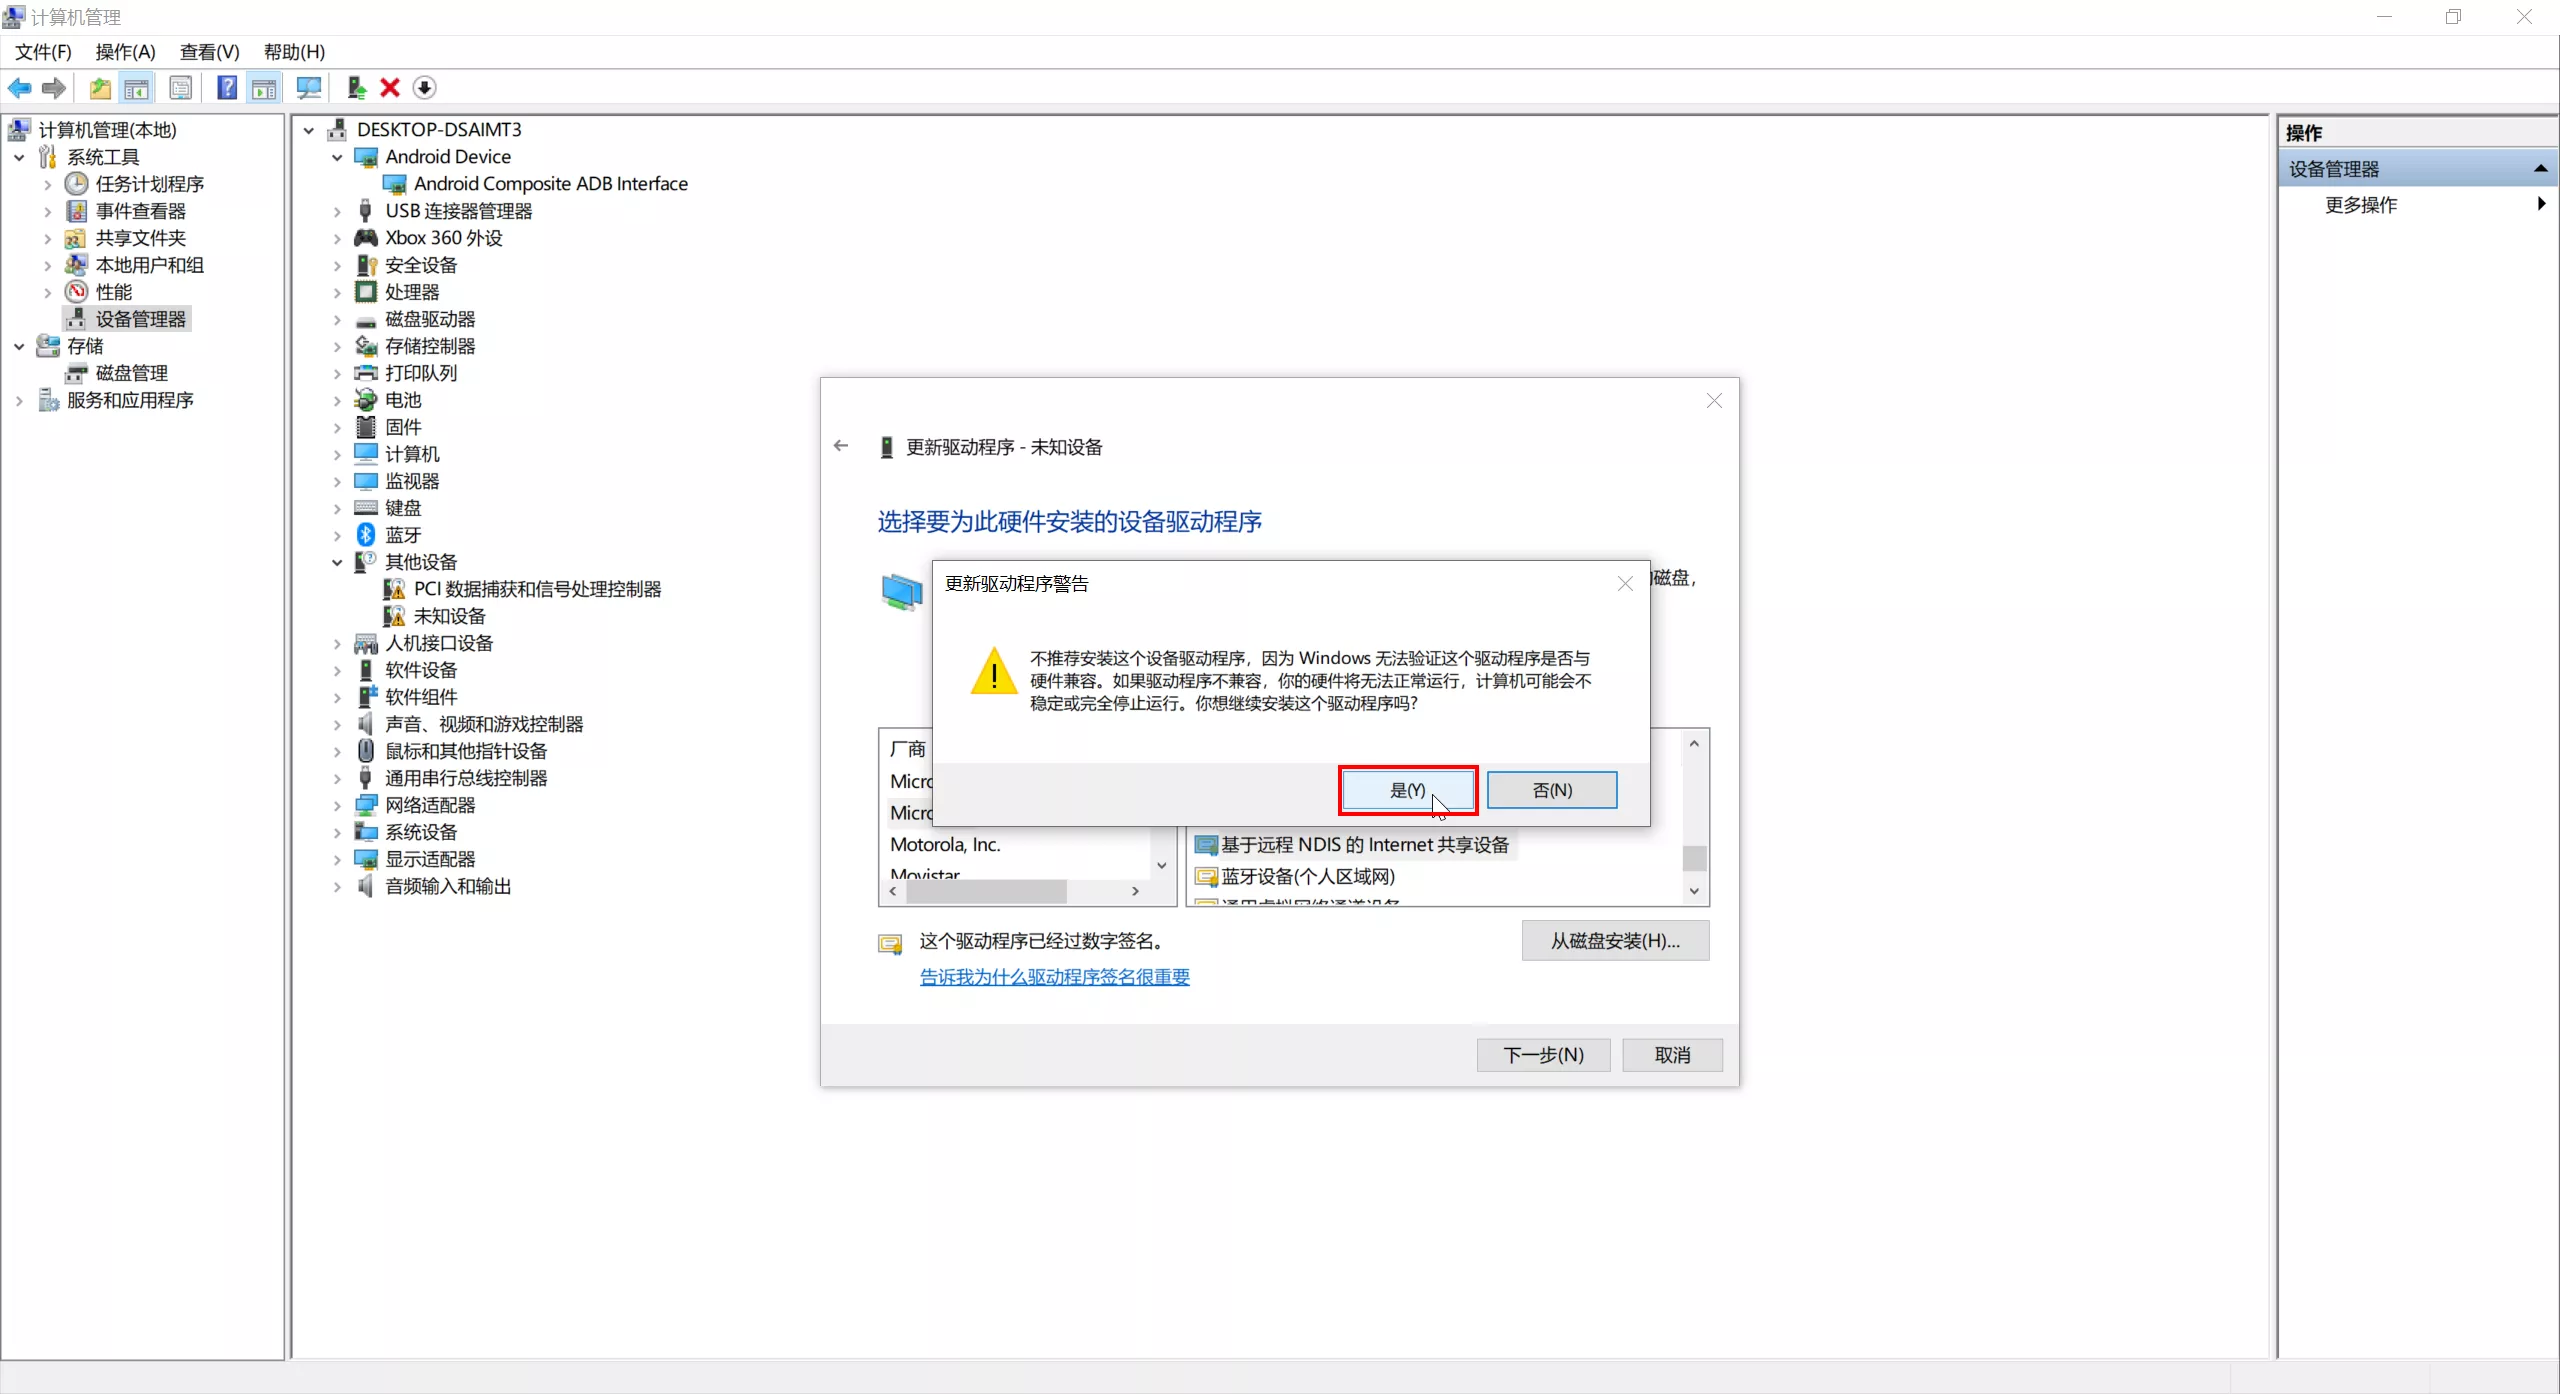 计算机管理
文件(F) 操作(A) 查看(V) 帮助(H)
计算机管理(本地)
系统工具
任务计划程序
事件查看器
共享文件夹
本地用户和组
性能
设备管理器
存储
磁盘管理
服务和应用程序
DESKTOP-DSAIMT3
Android Device
Android Composite ADB Interface
USB 连接器管理器
Xbox 360 外设
安全设备
处理器
磁盘驱动器
存储控制器
打印队列
电池
固件
计算机
监视器
键盘
蓝牙
其他设备
PCI 数据捕获和信号处理控制器
未知设备
人机接口设备
软件设备
软件组件
声音、视频和游戏控制器
鼠标和其他指针设备
通用串行总线控制器
网络适配器
系统设备
显示适配器
音频输入和输出
更新驱动程序 - 未知设备
选择要为此硬件安装的设备驱动程序
磁盘，
更新驱动程序警告
不推荐安装这个设备驱动程序，因为 Windows 无法验证这个驱动程序是否与
硬件兼容。如果驱动程序不兼容，你的硬件将无法正常运行，计算机可能会不
稳定或完全停止运行。你想继续安装这个驱动程序吗?
是(Y) 否(N)
厂商
Motorola, Inc.
Movistar
基于远程 NDIS 的 Internet 共享设备
蓝牙设备(个人区域网)
这个驱动程序已经过数字签名。
告诉我为什么驱动程序签名很重要
从磁盘安装(H)...
下一步(N) 取消
操作
设备管理器
更多操作